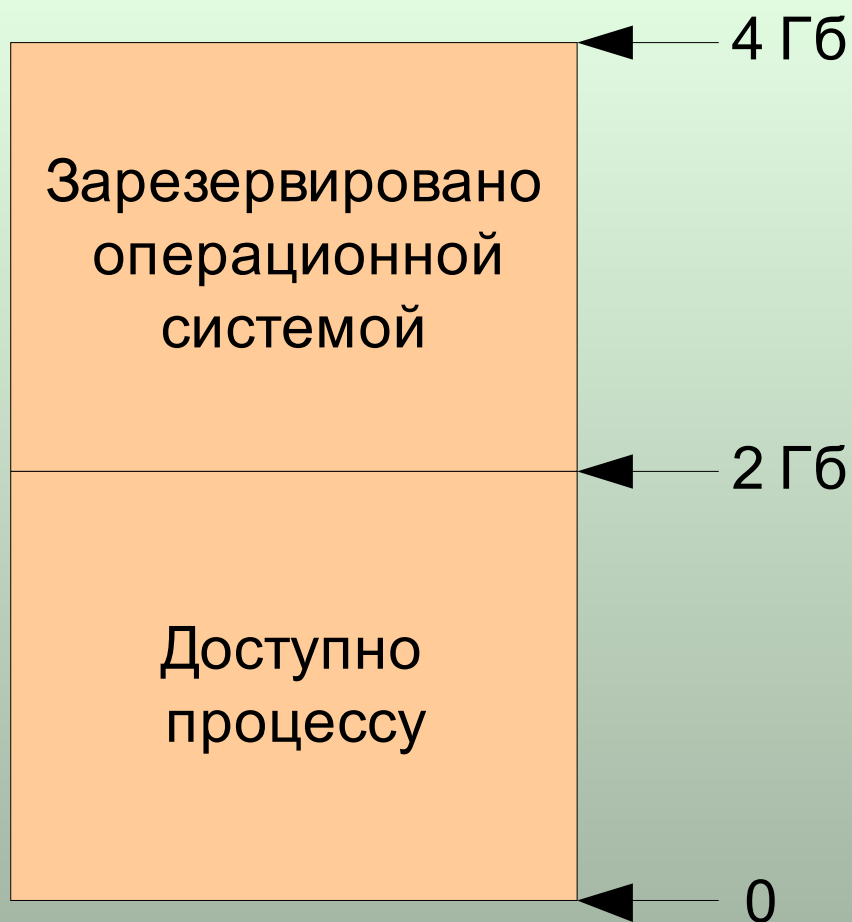 4 Гб
Зарезервировано
операционной
системой
2 Гб
Доступно
процессу
0